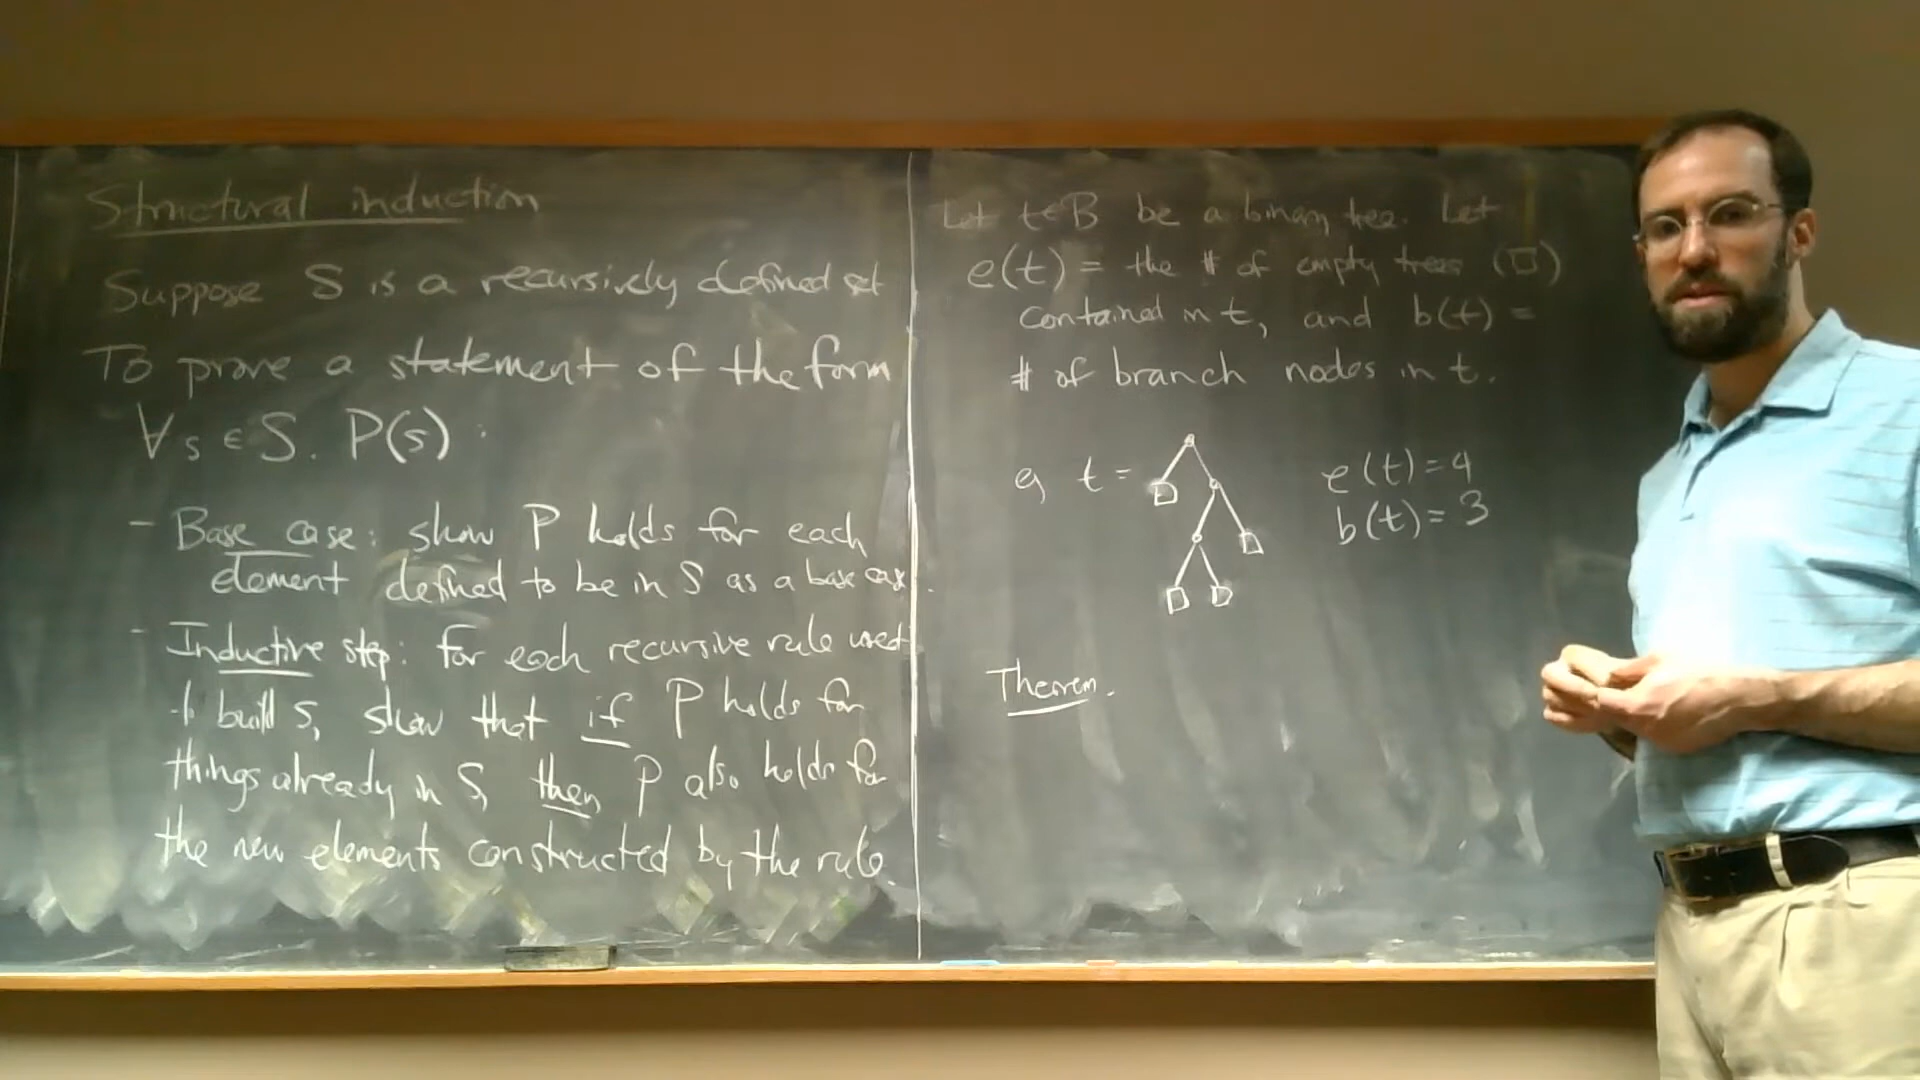 Structural induction
Suppose S is a recursively defined set
To prove a statement of the form
∀s ∈ S. P(s):
- Base case: show P holds for each
element defined to be in S as a base case.
- Inductive step: for each recursive rule used
to build S, show that if P holds for
things already in S, then P also holds for
the new elements constructed by the rule.
Let t∈B be a binary tree. Let
e(t) = the # of empty trees (□)
contained in t, and b(t) =
# of branch nodes in t.
eg t =
e(t)=4
b(t)=3
Theorem.